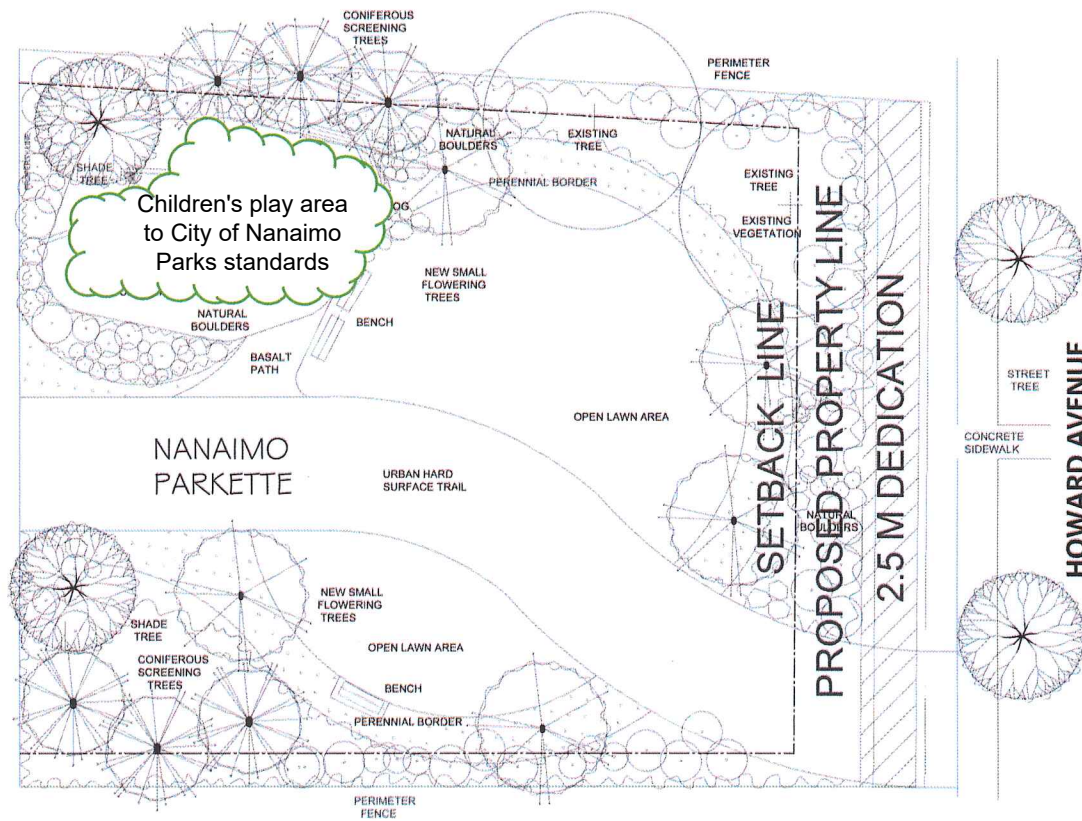 CONIFEROUS
SCREENING
TREES
PERIMETER
FENCE
NATURAL
BOULDERS
EXISTING
TREE
SHADE
TREE
PERENNIAL BORDER
EXISTING
TREE
Children's play area
to City of Nanaimo
Parks standards
OG
EXISTING
VEGETATION
NEW SMALL
FLOWERING
TREES
NATURAL
BOULDERS
BENCH
BASALT
PATH
SETBACK LINE
PROPOSED PROPERTY LINE
2.5 M DEDICATION
HOWARD AVENUE
STREET
TREE
OPEN LAWN AREA
CONCRETE
SIDEWALK
NANAIMO
PARKETTE
URBAN HARD
SURFACE TRAIL
NATURAL
BOULDERS
NEW SMALL
FLOWERING
TREES
SHADE
TREE
OPEN LAWN AREA
CONIFEROUS
SCREENING
TREES
BENCH
PERENNIAL BORDER
PERIMETER
FENCE